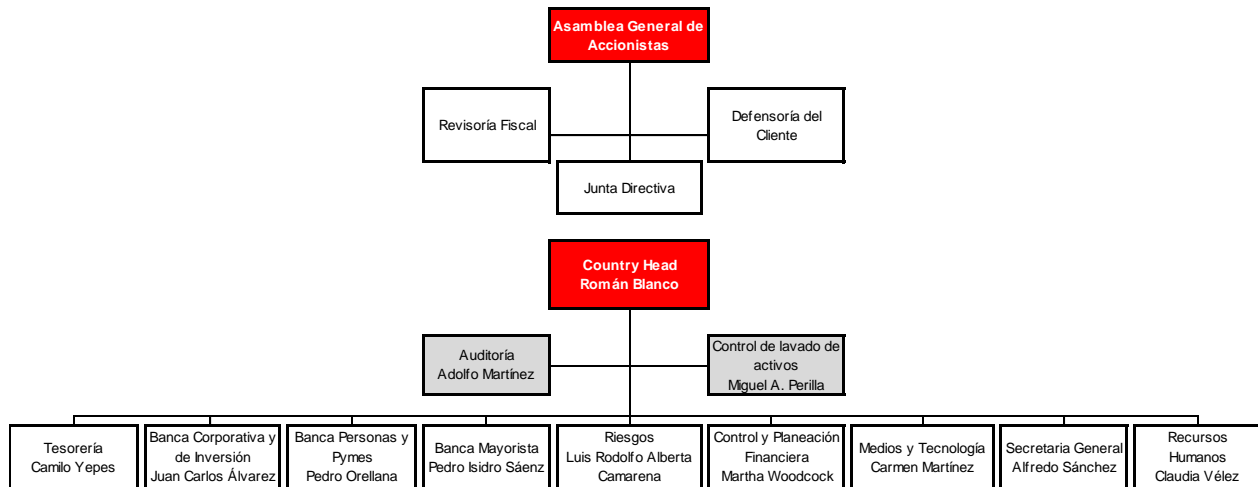 Asamblea General de
Accionistas
Revisoría Fiscal
Defensoría del
Cliente
Junta Directiva
Country Head
Román Blanco
Auditoría
Adolfo Martínez
Control de lavado de
activos
Miguel A. Perilla
Tesorería
Camilo Yepes
Banca Corporativa y
de Inversión
Juan Carlos Álvarez
Banca Personas y
Pymes
Pedro Orellana
Banca Mayorista
Pedro Isidro Sáenz
Riesgos
Luis Rodolfo Alberta
Camarena
Control y Planeación
Financiera
Martha Woodcock
Medios y Tecnología
Carmen Martínez
Secretaria General
Alfredo Sánchez
Recursos
Humanos
Claudia Vélez